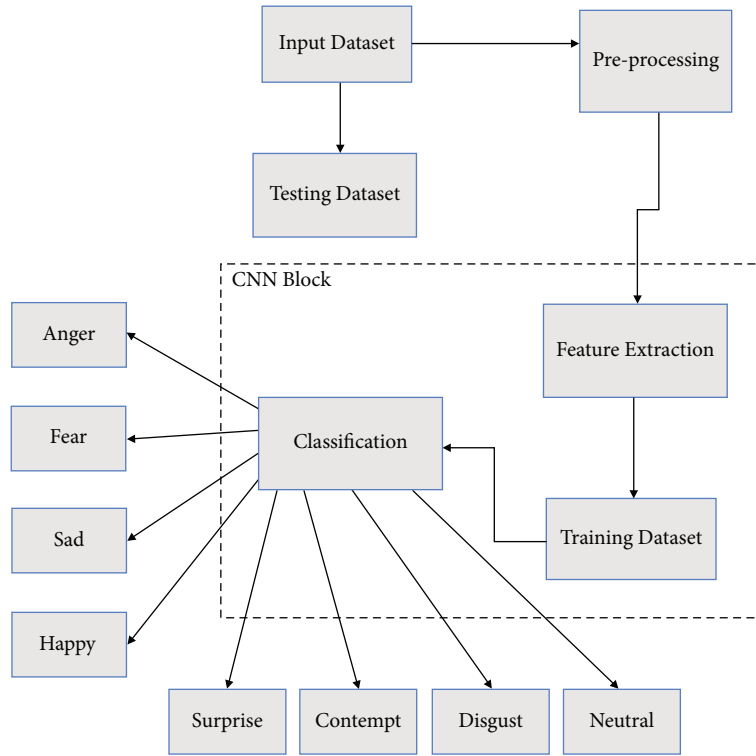 Input Dataset
Pre-processing
Testing Dataset
CNN Block
Anger
Feature Extraction
Fear
Classification
Sad
Training Dataset
Happy
Surprise
Contempt
Disgust
Neutral